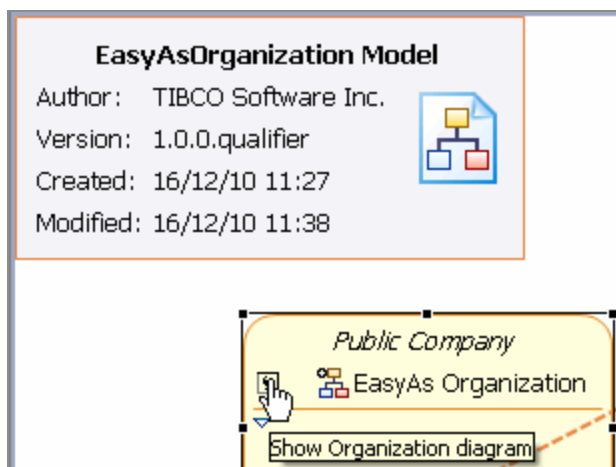 EasyAsOrganization Model
Author: TIBCO Software Inc.
Version: 1.0.0.qualifier
Created: 16/12/10 11:27
Modified: 16/12/10 11:38
Public Company
EasyAs Organization
Show Organization diagram